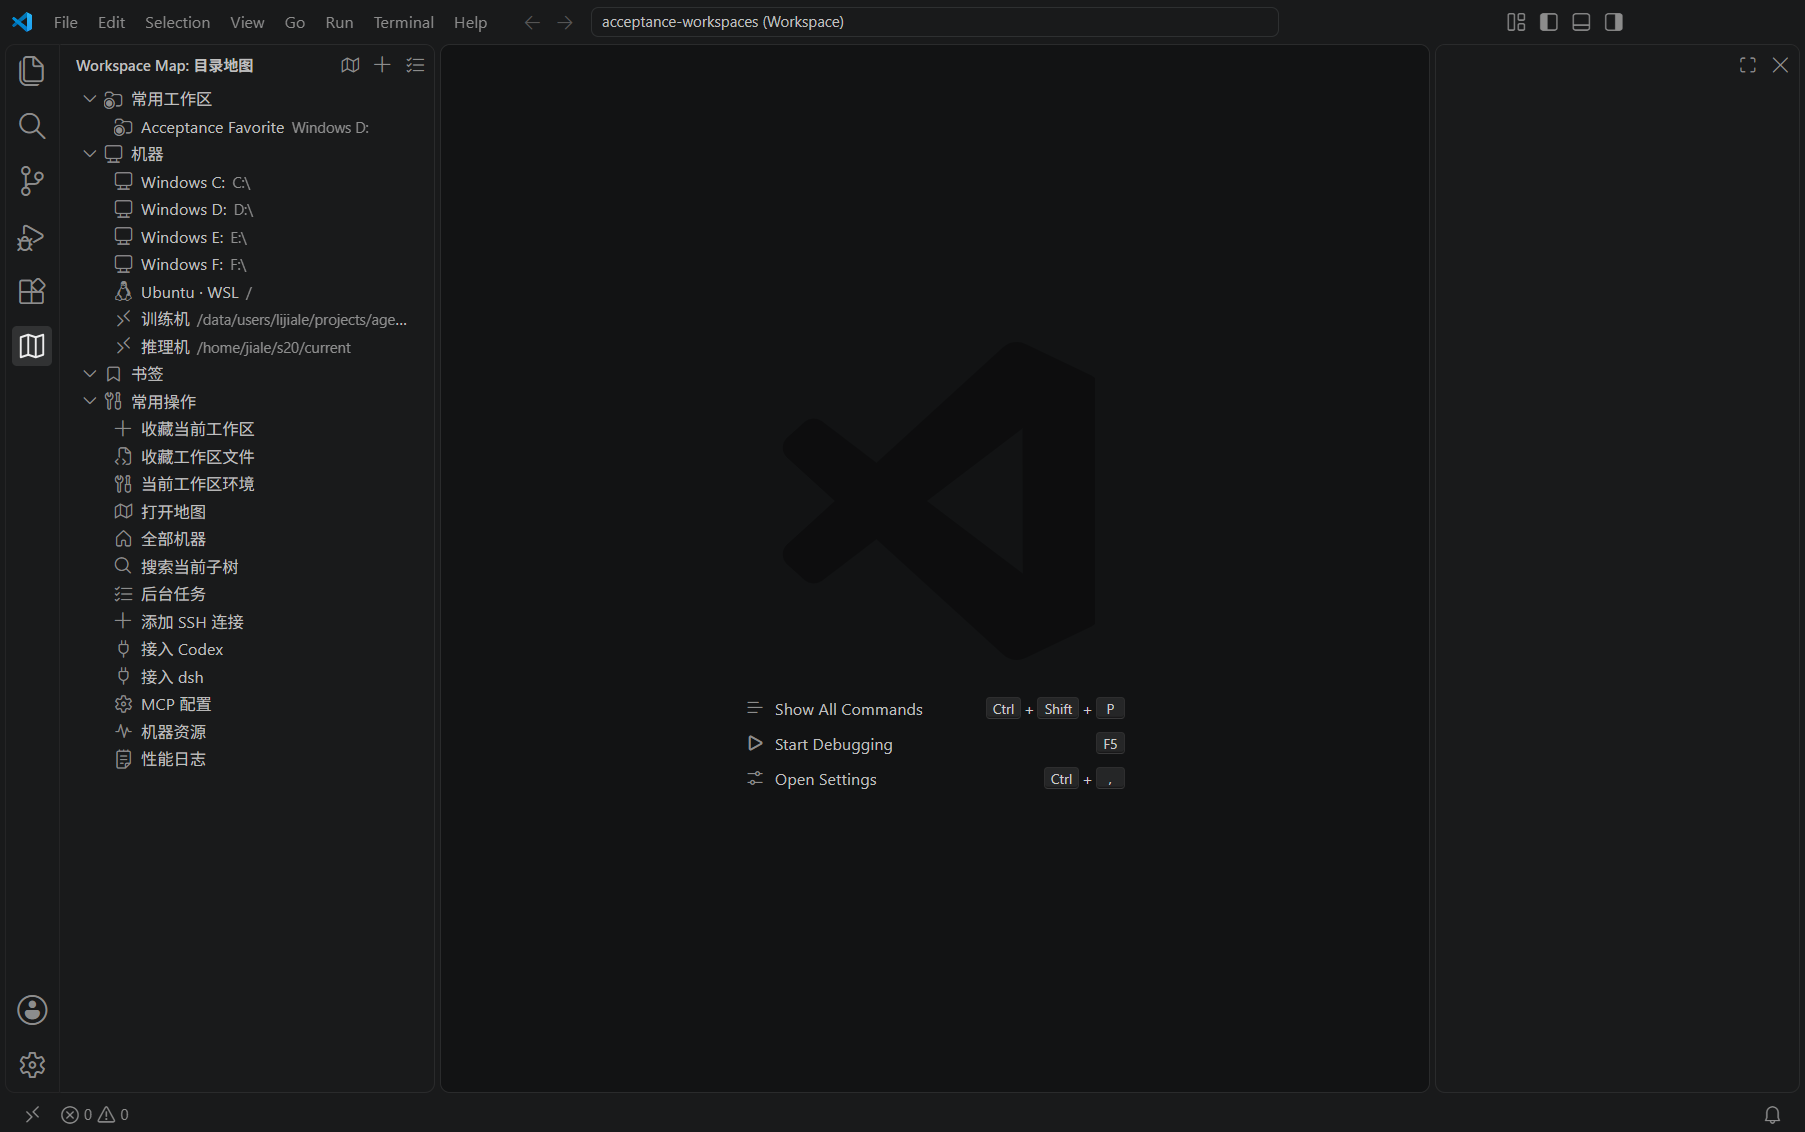 File Edit Selection View Go Run Terminal Help
acceptance-workspaces (Workspace)
Workspace Map: 目录地图
常用工作区
Acceptance Favorite Windows D:
机器
Windows C: C:\
Windows D: D:\
Windows E: E:\
Windows F: F:\
Ubuntu · WSL /
训练机 /data/users/lijiale/projects/age...
推理机 /home/jiale/s20/current
书签
常用操作
收藏当前工作区
收藏工作区文件
当前工作区环境
打开地图
全部机器
搜索当前子树
后台任务
添加 SSH 连接
接入 Codex
接入 dsh
MCP 配置
机器资源
性能日志
Show All Commands Ctrl + Shift + P
Start Debugging F5
Open Settings Ctrl + ,
0 0